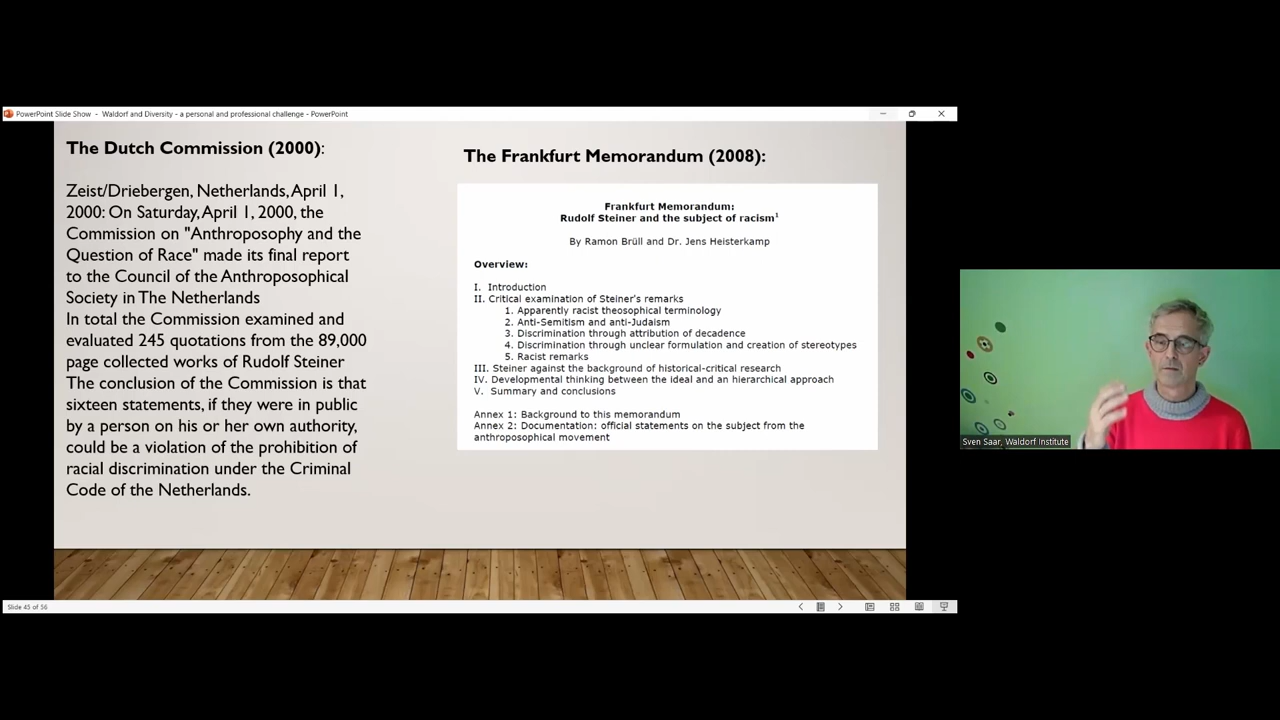 PowerPoint Slide Show - Waldorf and Diversity - a personal and professional challenge - PowerPoint
The Dutch Commission (2000):
Zeist/Driebergen, Netherlands, April 1,
2000: On Saturday, April 1, 2000, the
Commission on "Anthroposophy and the
Question of Race" made its final report
to the Council of the Anthroposophical
Society in The Netherlands
In total the Commission examined and
evaluated 245 quotations from the 89,000
page collected works of Rudolf Steiner
The conclusion of the Commission is that
sixteen statements, if they were in public
by a person on his or her own authority,
could be a violation of the prohibition of
racial discrimination under the Criminal
Code of the Netherlands.
The Frankfurt Memorandum (2008):
Frankfurt Memorandum:
Rudolf Steiner and the subject of racism¹
By Ramon Brüll and Dr. Jens Heisterkamp
Overview:
I. Introduction
II. Critical examination of Steiner's remarks
1. Apparently racist theosophical terminology
2. Anti-Semitism and anti-Judaism
3. Discrimination through attribution of decadence
4. Discrimination through unclear formulation and creation of stereotypes
5. Racist remarks
III. Steiner against the background of historical-critical research
IV. Developmental thinking between the ideal and an hierarchical approach
V. Summary and conclusions
Annex 1: Background to this memorandum
Annex 2: Documentation: official statements on the subject from the
anthroposophical movement
Sven Saar, Waldorf Institute
Slide 45 of 56